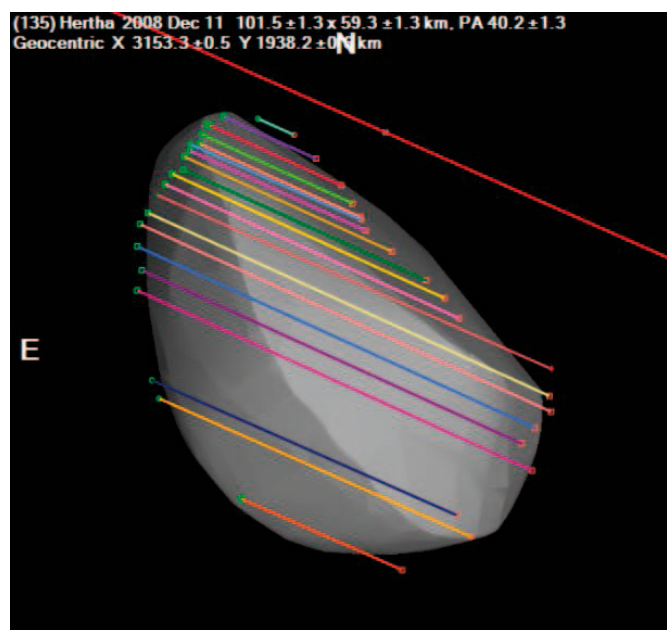 (135) Hertha 2008 Dec 11 101.5 ±1.3 x 59.3 ±1.3 km, PA 40.2 ±1.3
Geocentric X 3153.3 ±0.5 Y 1938.2 km
N
E